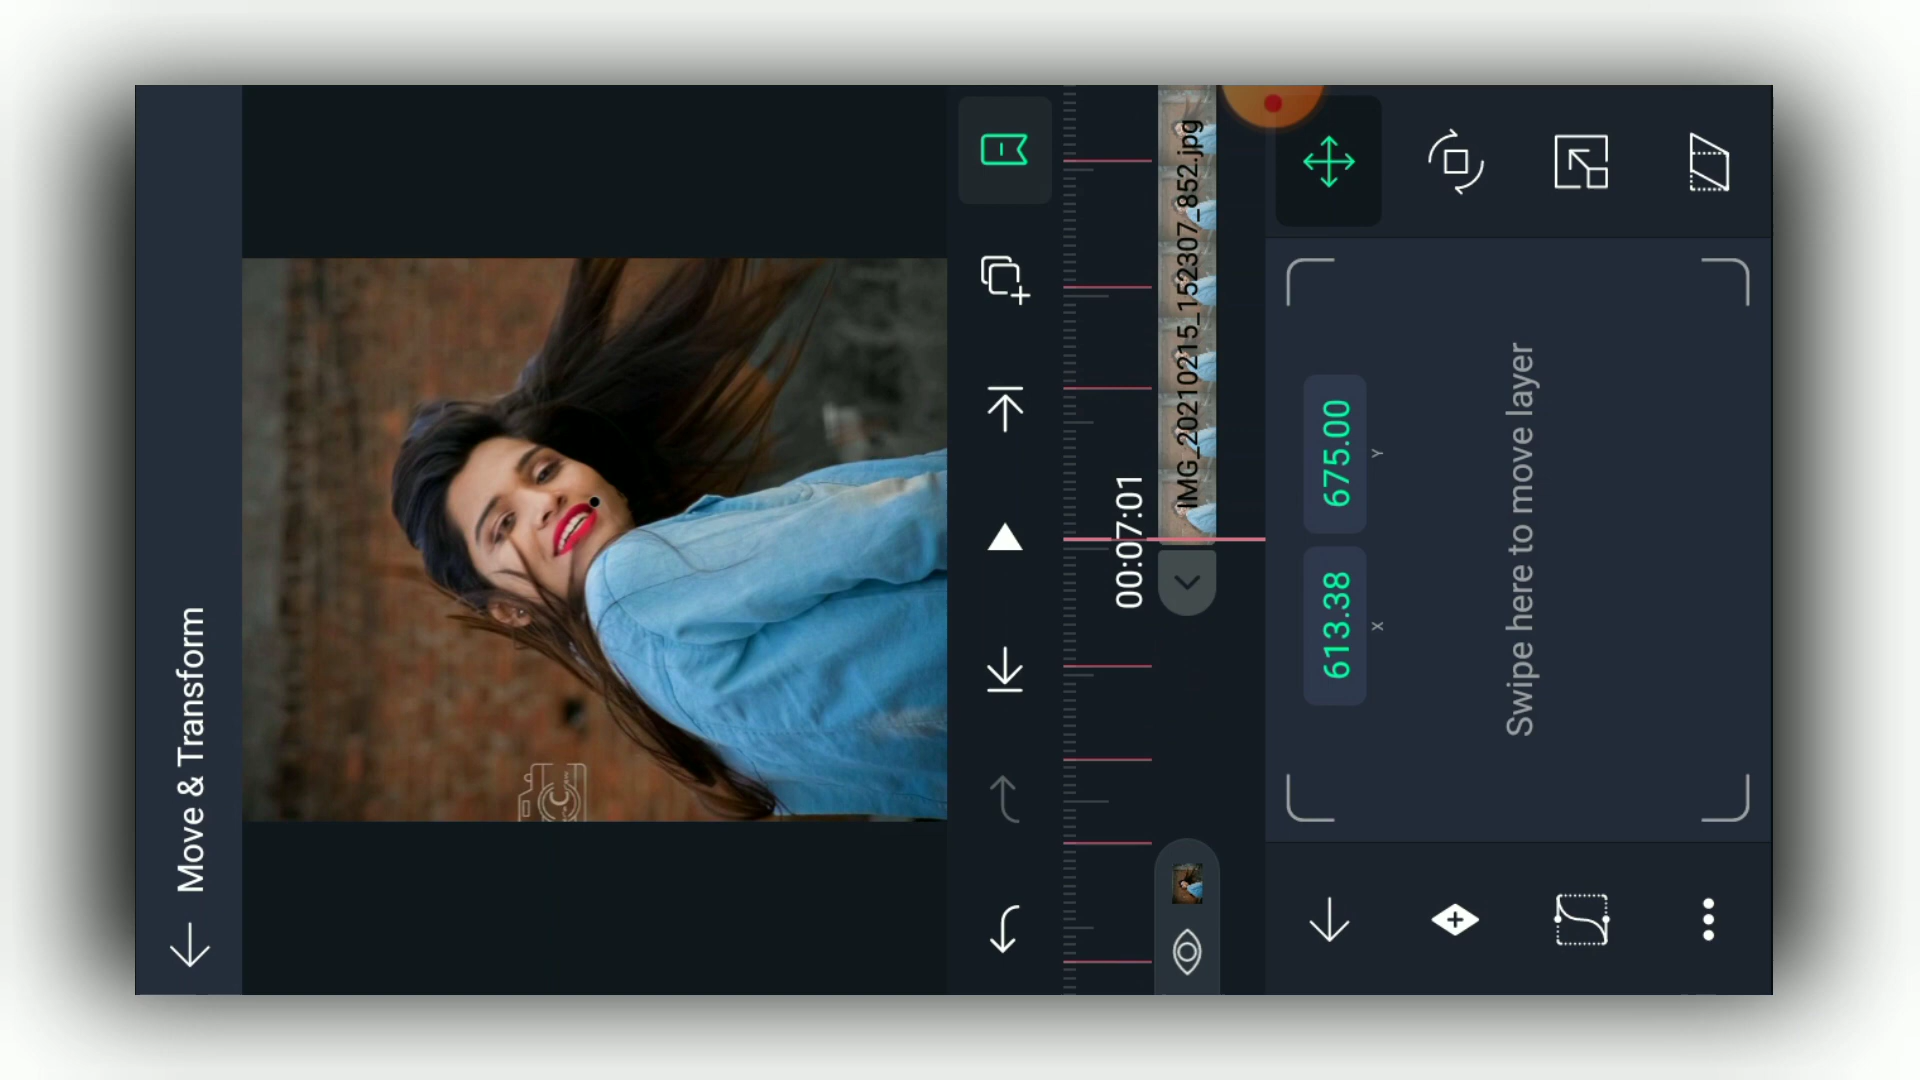 Move & Transform
00:07:01
IMG_20210215_152307_852.jpg
613.38
X
675.00
Y
Swipe here to move layer